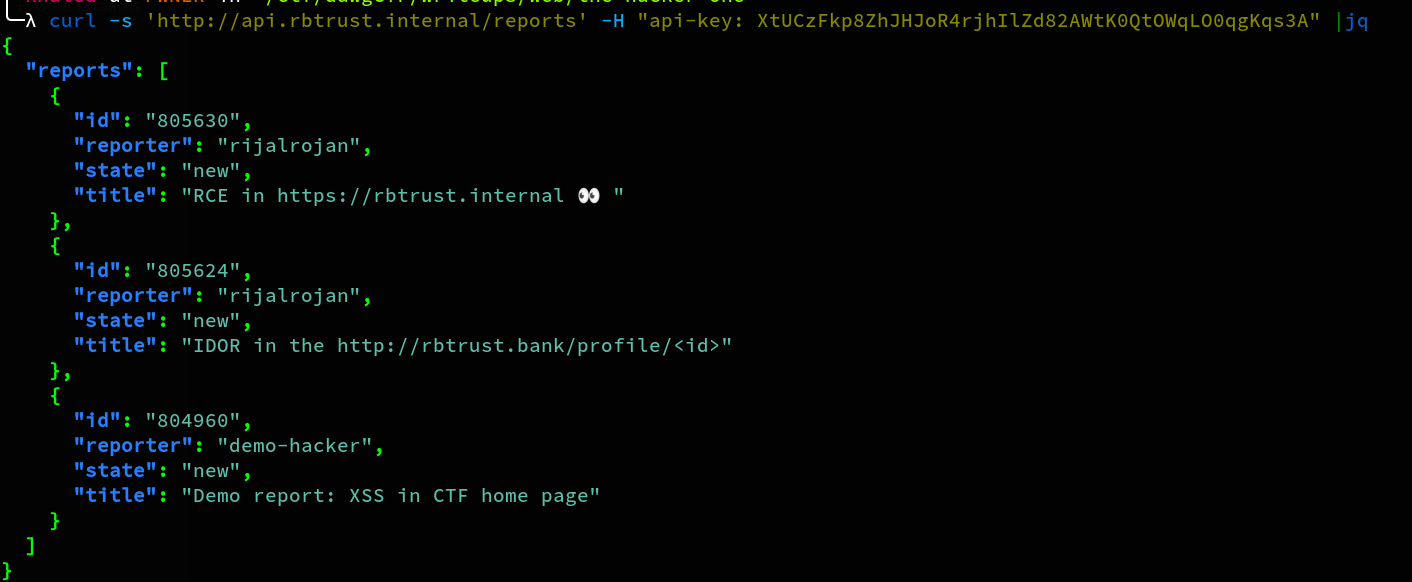 λ curl -s 'http://api.rbtrust.internal/reports' -H "api-key: XtUCzFkp8ZhJHJoR4rjhIlZd82AWtK0QtOWqLO0qgKqs3A" |jq
{
  "reports": [
    {
      "id": "805630",
      "reporter": "rijalrojan",
      "state": "new",
      "title": "RCE in https://rbtrust.internal 👀 "
    },
    {
      "id": "805624",
      "reporter": "rijalrojan",
      "state": "new",
      "title": "IDOR in the http://rbtrust.bank/profile/<id>"
    },
    {
      "id": "804960",
      "reporter": "demo-hacker",
      "state": "new",
      "title": "Demo report: XSS in CTF home page"
    }
  ]
}